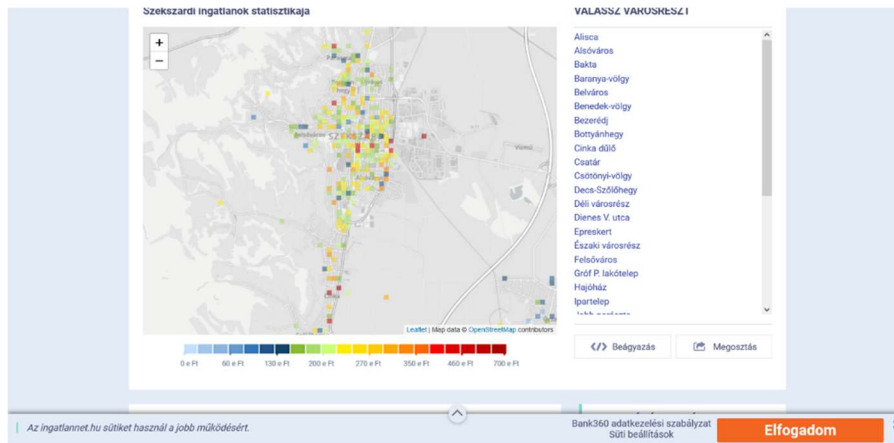 Szekszárdi ingatlanok statisztikája
+
−
SZEKSZÁRD
Leaflet | Map data © OpenStreetMap contributors
0 e Ft 60 e Ft 130 e Ft 200 e Ft 270 e Ft 350 e Ft 460 e Ft 700 e Ft
VÁLASSZ VÁROSRÉSZT
Alisca
Alsóváros
Bakta
Baranya-völgy
Belváros
Benedek-völgy
Bezerédj
Bottyánhegy
Cinka dűlő
Csatár
Csötönyi-völgy
Decs-Szőlőhegy
Déli városrész
Dienes V. utca
Epreskert
Északi városrész
Felsőváros
Gróf P. lakótelep
Hajóház
Ipartelep
</> Beágyazás
Megosztás
Az ingatlannet.hu sütiket használ a jobb működésért.
Bank360 adatkezelési szabályzat
Süti beállítások
Elfogadom